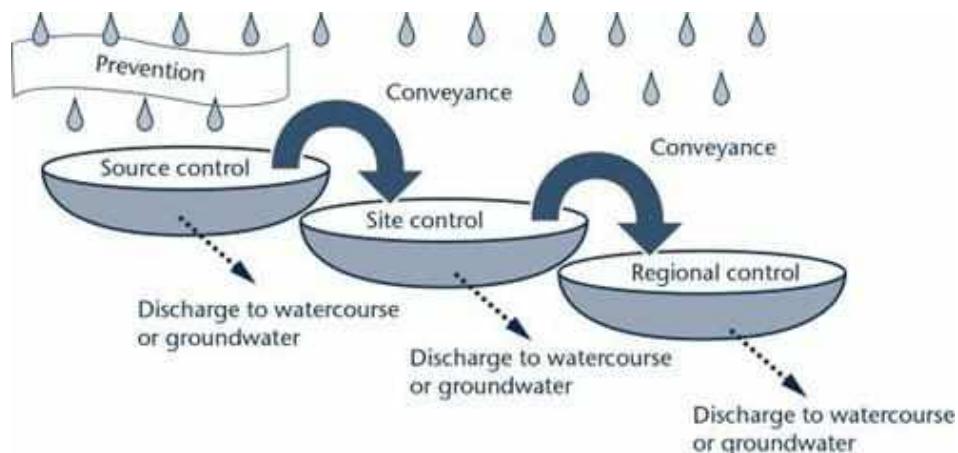 Prevention
Conveyance
Conveyance
Source control
Site control
Regional control
Discharge to watercourse
or groundwater
Discharge to watercourse
or groundwater
Discharge to watercourse
or groundwater